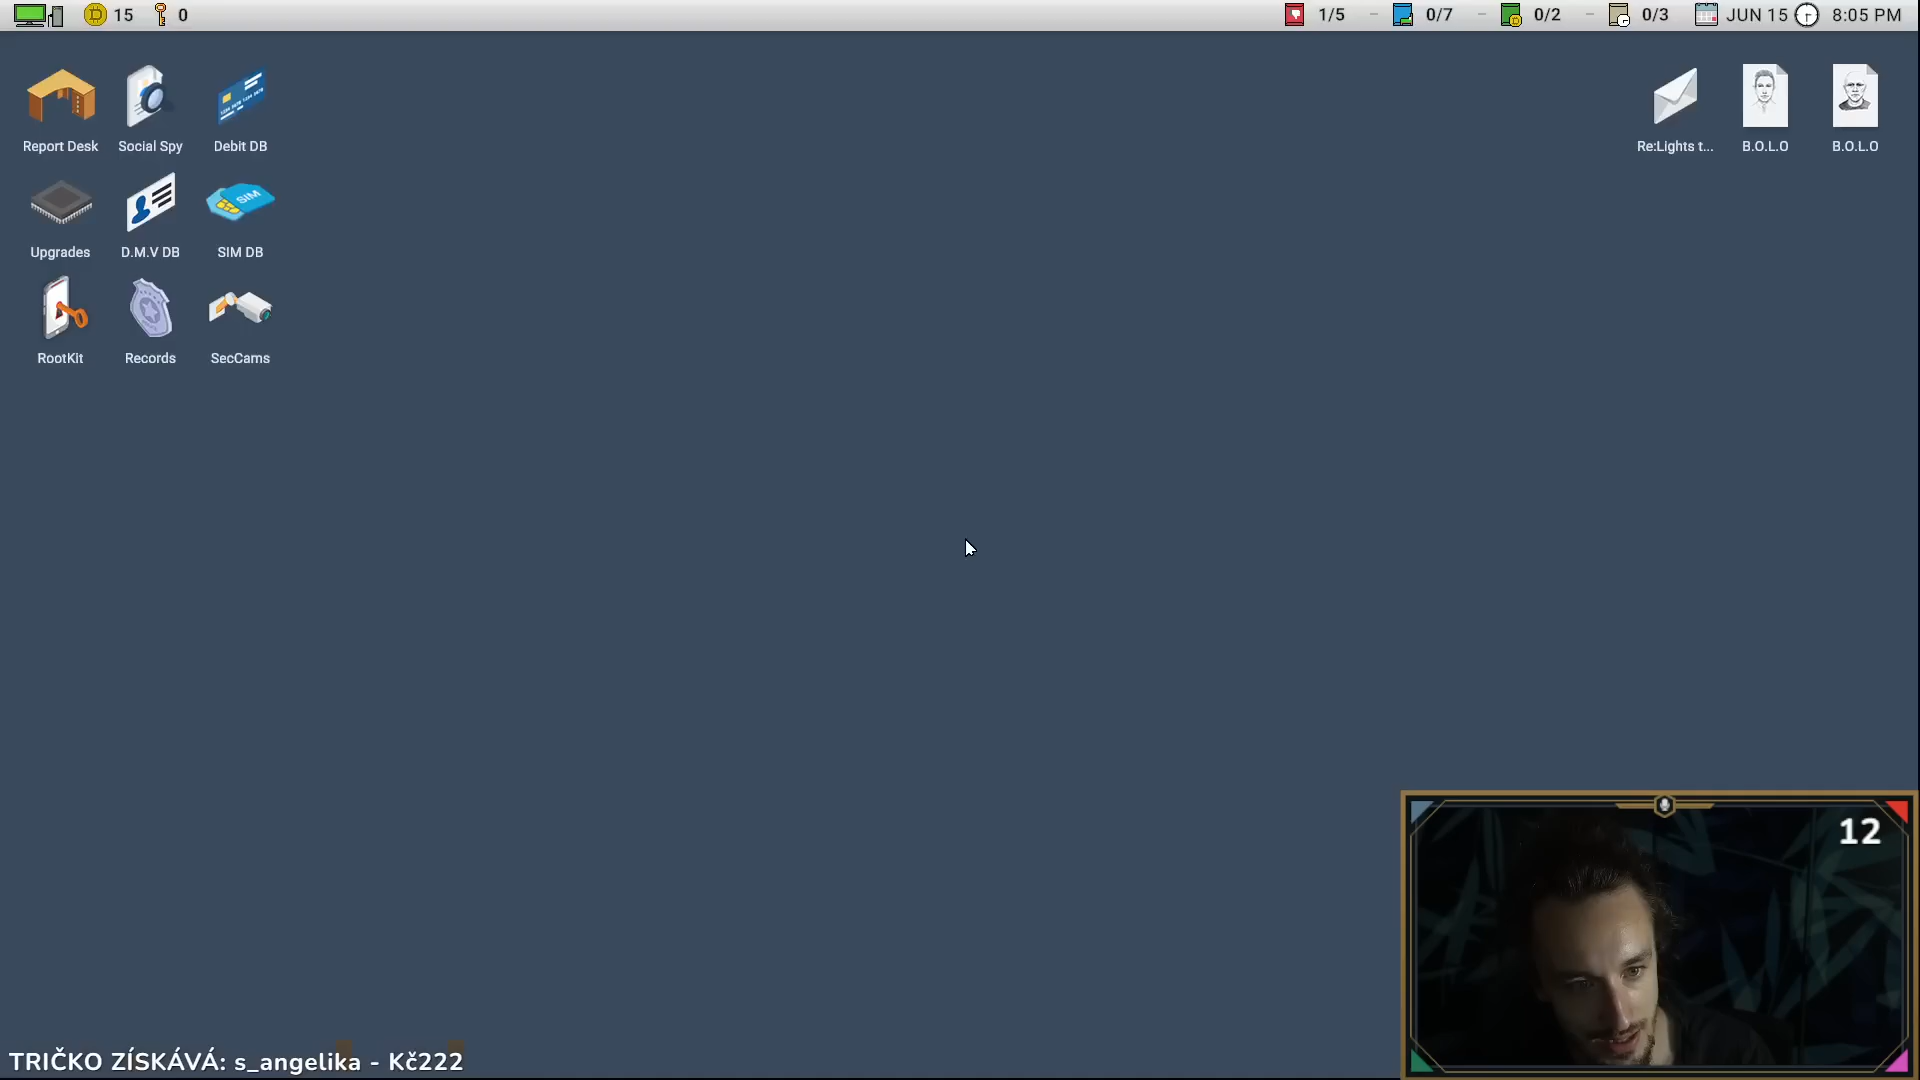 15 0 1/5 - 0/7 - 0/2 - 0/3 JUN 15 8:05 PM
Report Desk Social Spy Debit DB Re:Lights t... B.O.L.O B.O.L.O
Upgrades D.M.V DB SIM DB
RootKit Records SecCams
12
TRIČKO ZÍSKÁVÁ: s_angelika - Kč222